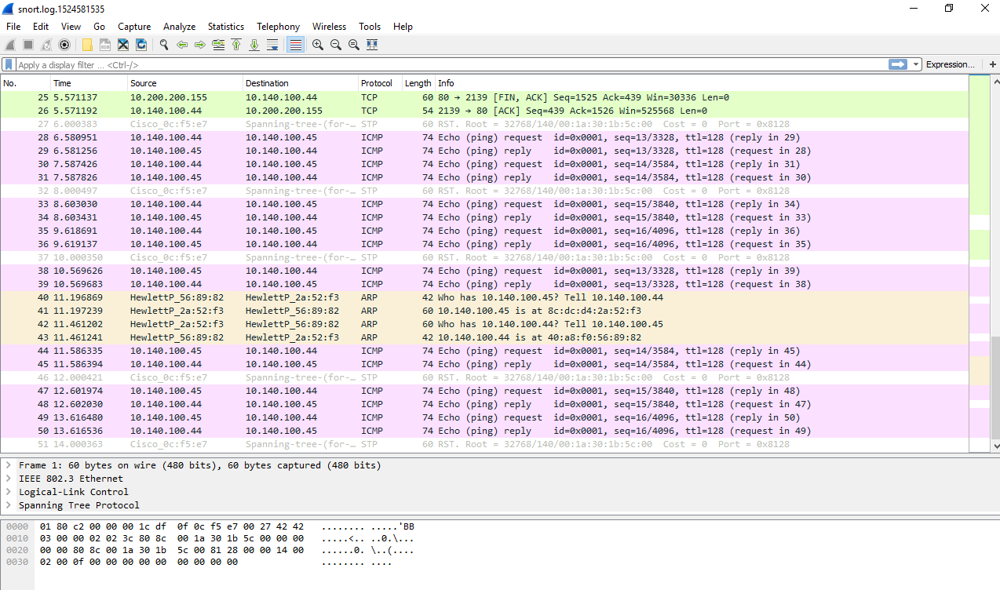 snort.log.1524581535
File Edit View Go Capture Analyze Statistics Telephony Wireless Tools Help
Apply a display filter ... <Ctrl-/> Expression... +
No. Time Source Destination Protocol Length Info
25 5.571137 10.200.200.155 10.140.100.44 TCP 60 80 → 2139 [FIN, ACK] Seq=1525 Ack=439 Win=30336 Len=0
26 5.571192 10.140.100.44 10.200.200.155 TCP 54 2139 → 80 [ACK] Seq=439 Ack=1526 Win=525568 Len=0
27 6.000383 Cisco_0c:f5:e7 Spanning-tree-(for-… STP 60 RST. Root = 32768/140/00:1a:30:1b:5c:00 Cost = 0 Port = 0x8128
28 6.580951 10.140.100.44 10.140.100.45 ICMP 74 Echo (ping) request id=0x0001, seq=13/3328, ttl=128 (reply in 29)
29 6.581256 10.140.100.45 10.140.100.44 ICMP 74 Echo (ping) reply id=0x0001, seq=13/3328, ttl=128 (request in 28)
30 7.587426 10.140.100.44 10.140.100.45 ICMP 74 Echo (ping) request id=0x0001, seq=14/3584, ttl=128 (reply in 31)
31 7.587826 10.140.100.45 10.140.100.44 ICMP 74 Echo (ping) reply id=0x0001, seq=14/3584, ttl=128 (request in 30)
32 8.000497 Cisco_0c:f5:e7 Spanning-tree-(for-… STP 60 RST. Root = 32768/140/00:1a:30:1b:5c:00 Cost = 0 Port = 0x8128
33 8.603030 10.140.100.44 10.140.100.45 ICMP 74 Echo (ping) request id=0x0001, seq=15/3840, ttl=128 (reply in 34)
34 8.603431 10.140.100.45 10.140.100.44 ICMP 74 Echo (ping) reply id=0x0001, seq=15/3840, ttl=128 (request in 33)
35 9.618691 10.140.100.44 10.140.100.45 ICMP 74 Echo (ping) request id=0x0001, seq=16/4096, ttl=128 (reply in 36)
36 9.619137 10.140.100.45 10.140.100.44 ICMP 74 Echo (ping) reply id=0x0001, seq=16/4096, ttl=128 (request in 35)
37 10.000350 Cisco_0c:f5:e7 Spanning-tree-(for-… STP 60 RST. Root = 32768/140/00:1a:30:1b:5c:00 Cost = 0 Port = 0x8128
38 10.569626 10.140.100.45 10.140.100.44 ICMP 74 Echo (ping) request id=0x0001, seq=13/3328, ttl=128 (reply in 39)
39 10.569683 10.140.100.44 10.140.100.45 ICMP 74 Echo (ping) reply id=0x0001, seq=13/3328, ttl=128 (request in 38)
40 11.196869 HewlettP_56:89:82 HewlettP_2a:52:f3 ARP 42 Who has 10.140.100.45? Tell 10.140.100.44
41 11.197239 HewlettP_2a:52:f3 HewlettP_56:89:82 ARP 60 10.140.100.45 is at 8c:dc:d4:2a:52:f3
42 11.461202 HewlettP_2a:52:f3 HewlettP_56:89:82 ARP 60 Who has 10.140.100.44? Tell 10.140.100.45
43 11.461241 HewlettP_56:89:82 HewlettP_2a:52:f3 ARP 42 10.140.100.44 is at 40:a8:f0:56:89:82
44 11.586335 10.140.100.45 10.140.100.44 ICMP 74 Echo (ping) request id=0x0001, seq=14/3584, ttl=128 (reply in 45)
45 11.586394 10.140.100.44 10.140.100.45 ICMP 74 Echo (ping) reply id=0x0001, seq=14/3584, ttl=128 (request in 44)
46 12.000421 Cisco_0c:f5:e7 Spanning-tree-(for-… STP 60 RST. Root = 32768/140/00:1a:30:1b:5c:00 Cost = 0 Port = 0x8128
47 12.601974 10.140.100.45 10.140.100.44 ICMP 74 Echo (ping) request id=0x0001, seq=15/3840, ttl=128 (reply in 48)
48 12.602030 10.140.100.44 10.140.100.45 ICMP 74 Echo (ping) reply id=0x0001, seq=15/3840, ttl=128 (request in 47)
49 13.616480 10.140.100.45 10.140.100.44 ICMP 74 Echo (ping) request id=0x0001, seq=16/4096, ttl=128 (reply in 50)
50 13.616536 10.140.100.44 10.140.100.45 ICMP 74 Echo (ping) reply id=0x0001, seq=16/4096, ttl=128 (request in 49)
51 14.000363 Cisco_0c:f5:e7 Spanning-tree-(for-… STP 60 RST. Root = 32768/140/00:1a:30:1b:5c:00 Cost = 0 Port = 0x8128
Frame 1: 60 bytes on wire (480 bits), 60 bytes captured (480 bits)
IEEE 802.3 Ethernet
Logical-Link Control
Spanning Tree Protocol
0000 01 80 c2 00 00 00 1c df 0f 0c f5 e7 00 27 42 42 ........ .....'BB
0010 03 00 00 02 02 3c 80 8c 00 1a 30 1b 5c 00 00 00 .....<.. ..0.\...
0020 00 00 80 8c 00 1a 30 1b 5c 00 81 28 00 00 14 00 ......0. \..(....
0030 02 00 0f 00 00 00 00 00 00 00 00 00 ........ ....